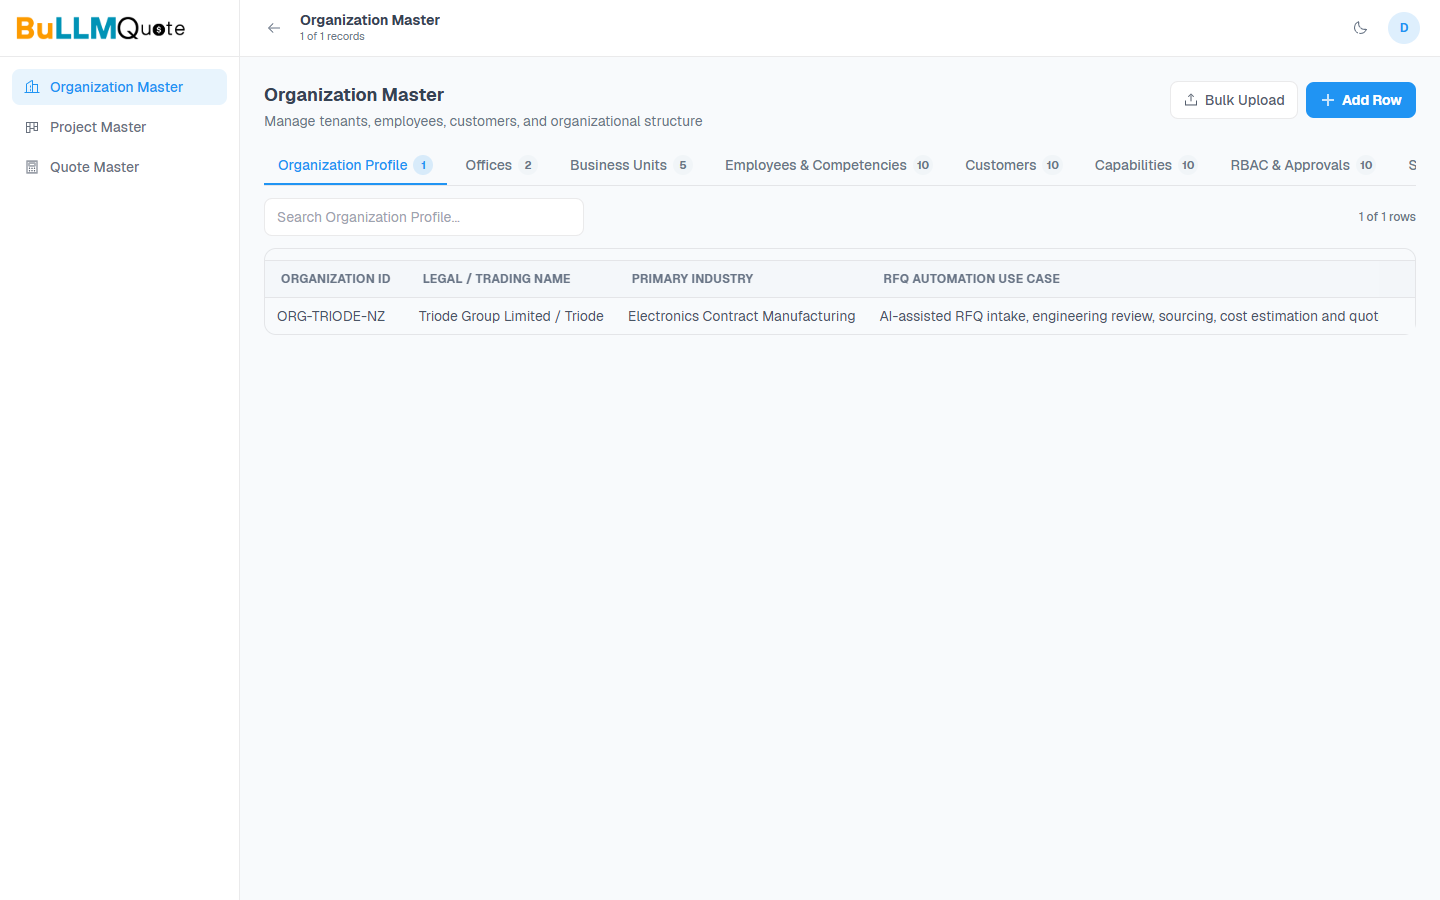 BuLLMQuote
Organization Master
1 of 1 records
D
Organization Master
Project Master
Quote Master
Organization Master
Manage tenants, employees, customers, and organizational structure
Bulk Upload
Add Row
Organization Profile 1 Offices 2 Business Units 5 Employees & Competencies 10 Customers 10 Capabilities 10 RBAC & Approvals 10 S
Search Organization Profile...
1 of 1 rows
ORGANIZATION ID LEGAL / TRADING NAME PRIMARY INDUSTRY RFQ AUTOMATION USE CASE
ORG-TRIODE-NZ Triode Group Limited / Triode Electronics Contract Manufacturing AI-assisted RFQ intake, engineering review, sourcing, cost estimation and quot